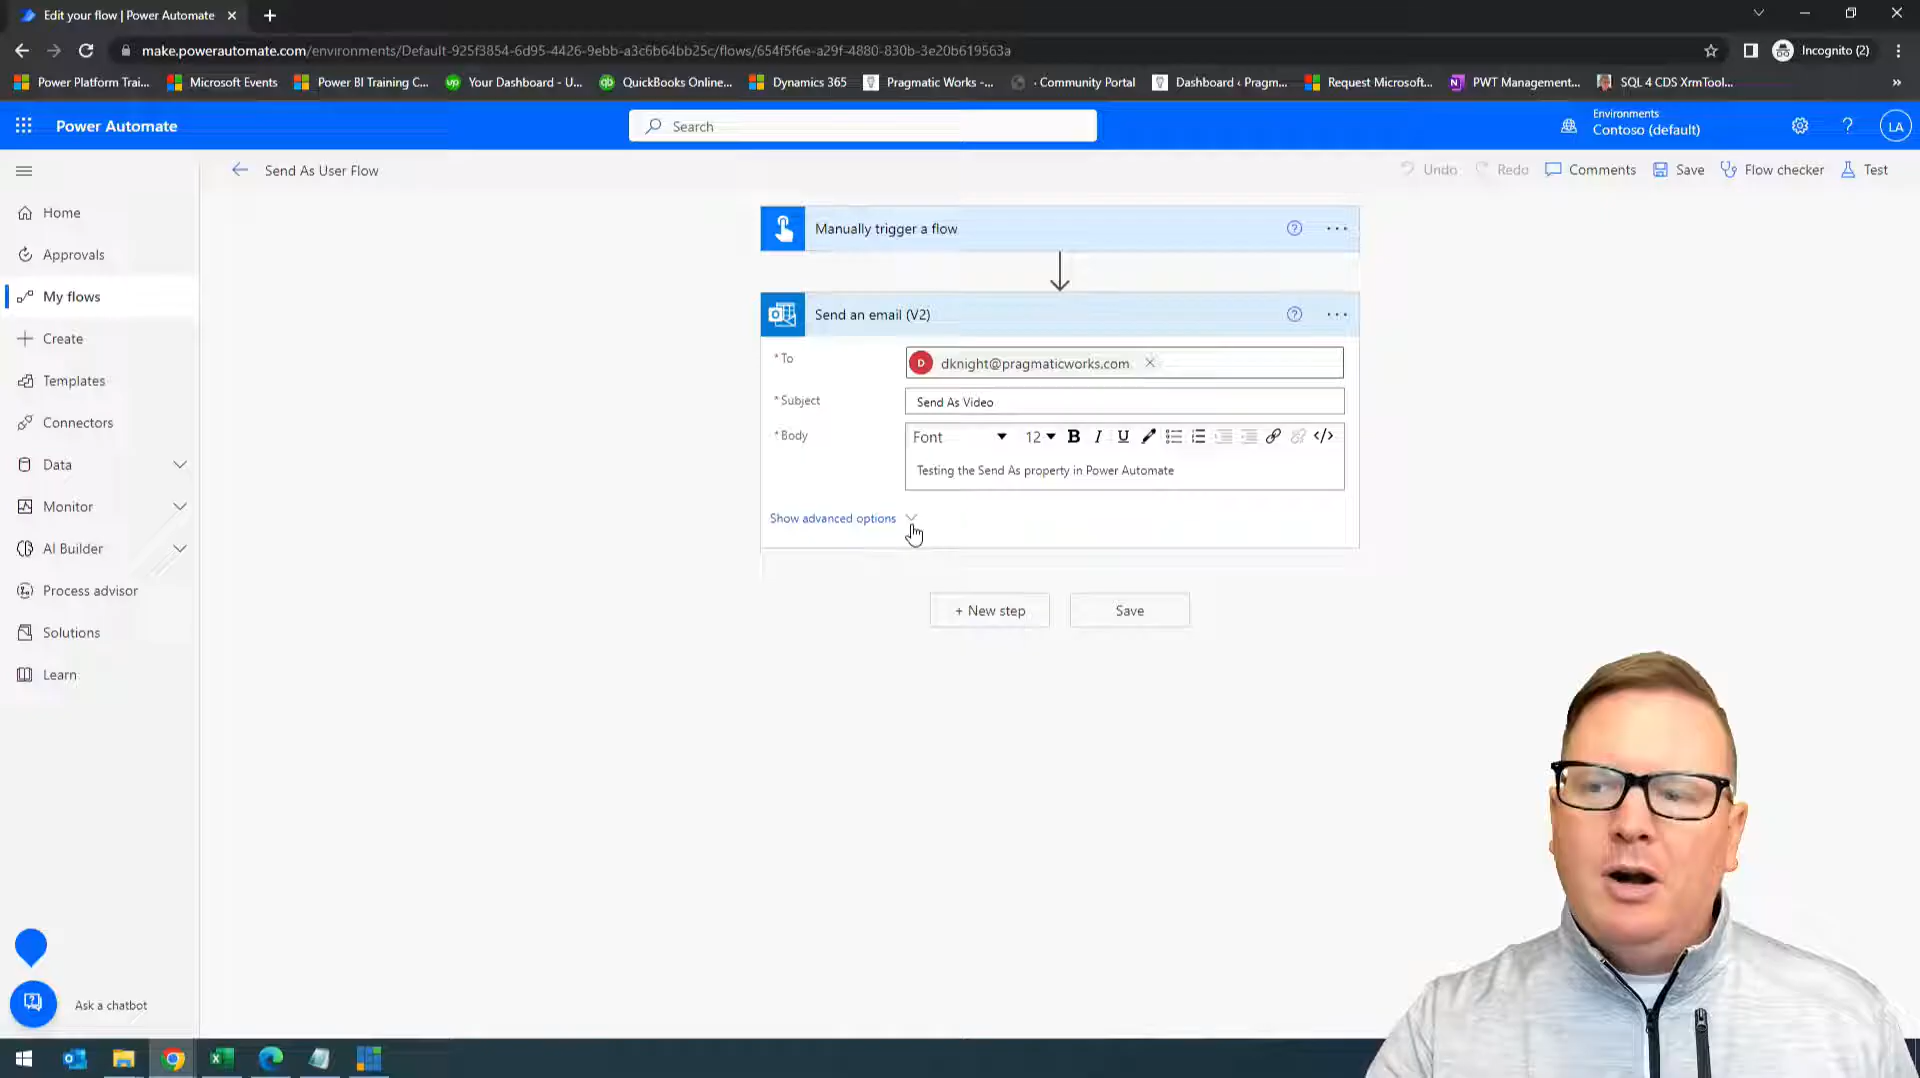 Edit your flow | Power Automate
make.powerautomate.com/environments/Default-925f3854-6d95-4426-9ebb-a3c6b64bb25c/flows/654f5f6e-a29f-4880-830b-3e20b619563a
Incognito (2)
Power Platform Trai...
Microsoft Events
Power BI Training C...
up Your Dashboard - U...
qb QuickBooks Online...
Dynamics 365
Pragmatic Works -...
· Community Portal
Dashboard ‹ Pragm...
Request Microsoft...
PWT Management...
SQL 4 CDS XrmTool...
»
Power Automate
Search
Environments
Contoso (default)
?
LA
Send As User Flow
Undo
Redo
Comments
Save
Flow checker
Test
Home
Approvals
My flows
Create
Templates
Connectors
Data
Monitor
AI Builder
Process advisor
Solutions
Learn
Ask a chatbot
Manually trigger a flow
?
...
Send an email (V2)
?
...
* To
D dknight@pragmaticworks.com
* Subject
Send As Video
* Body
Font 12 B I U </>
Testing the Send As property in Power Automate
Show advanced options
+ New step
Save